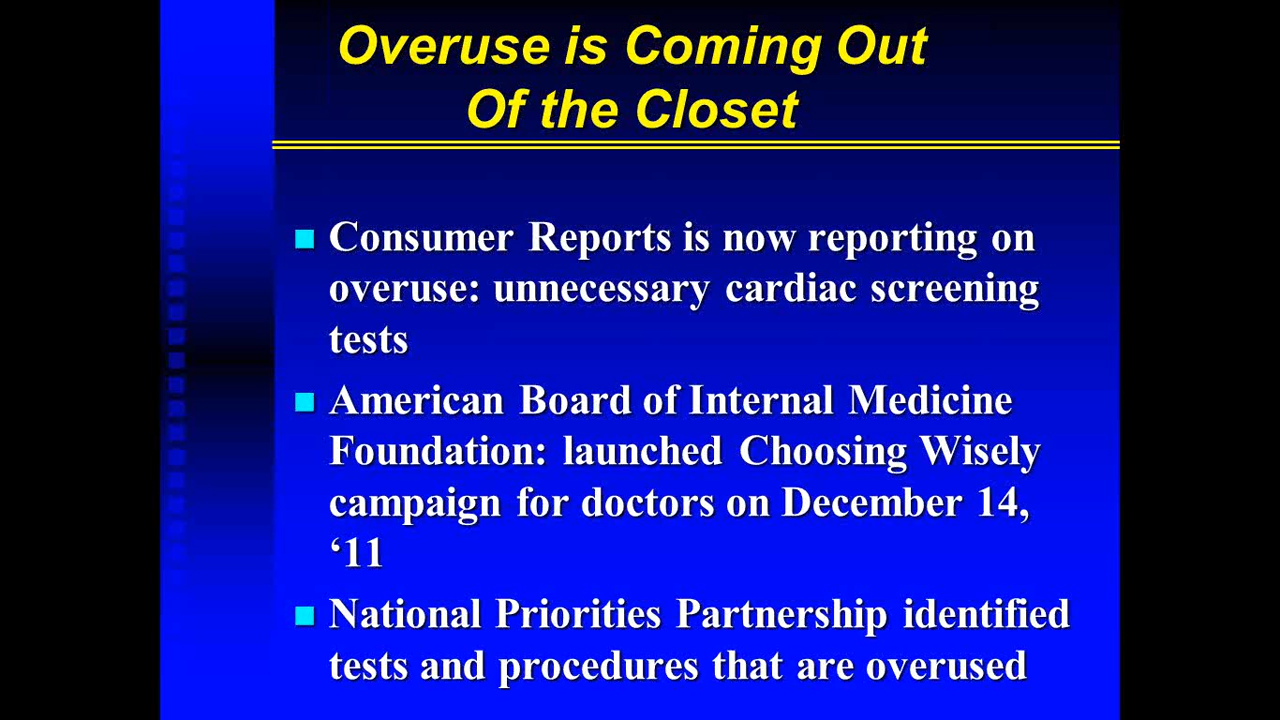 Overuse is Coming Out
Of the Closet
Consumer Reports is now reporting on
overuse: unnecessary cardiac screening
tests
American Board of Internal Medicine
Foundation: launched Choosing Wisely
campaign for doctors on December 14,
‘11
National Priorities Partnership identified
tests and procedures that are overused